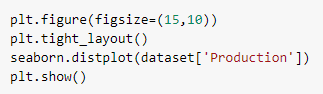 plt.figure(figsize=(15,10))
plt.tight_layout()
seaborn.distplot(dataset['Production'])
plt.show()